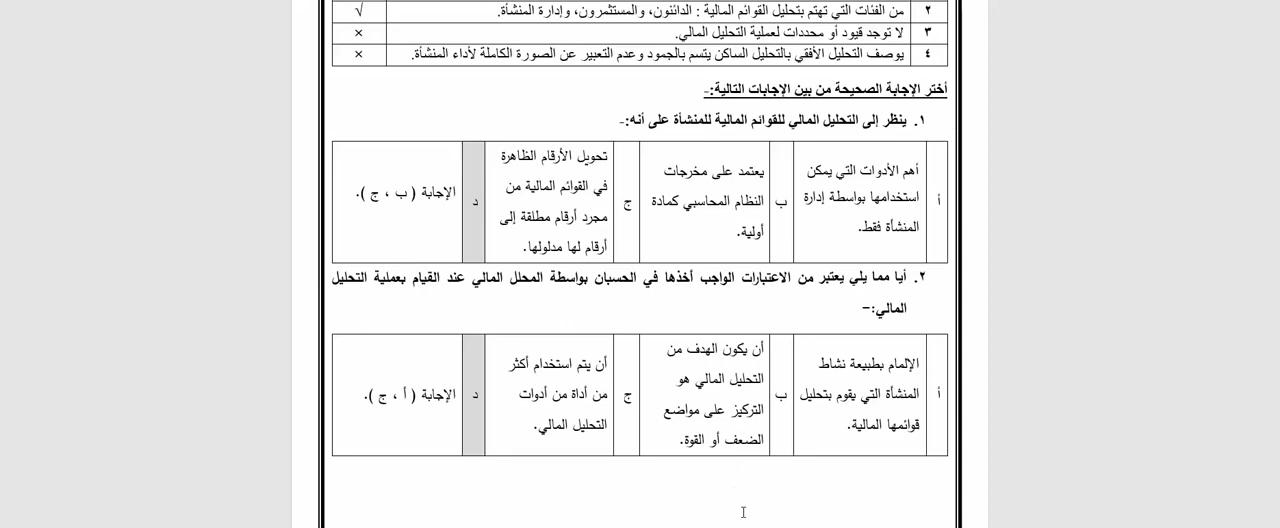 ٢ من الفئات التي تهتم بتحليل القوائم المالية : الدائنون، والمستثمرون، وإدارة المنشأة. √
٣ لا توجد قيود أو محددات لعملية التحليل المالي. ×
٤ يوصف التحليل الأفقي بالتحليل الساكن يتسم بالجمود وعدم التعبير عن الصورة الكاملة لأداء المنشأة. ×
أختر الإجابة الصحيحة من بين الإجابات التالية:-
١. ينظر إلى التحليل المالي للقوائم المالية للمنشأة على أنه:-
أ
أهم الأدوات التي يمكن
استخدامها بواسطة إدارة
المنشأة فقط.
ب
يعتمد على مخرجات
النظام المحاسبي كمادة
أولية.
ج
تحويل الأرقام الظاهرة
في القوائم المالية من
مجرد أرقام مطلقة إلى
أرقام لها مدلولها.
د
الإجابة ( ب ، ج ).
٢. أيا مما يلي يعتبر من الاعتبارات الواجب أخذها في الحسبان بواسطة المحلل المالي عند القيام بعملية التحليل
المالي:-
أ
الإلمام بطبيعة نشاط
المنشأة التي يقوم بتحليل
قوائمها المالية.
ب
أن يكون الهدف من
التحليل المالي هو
التركيز على مواضع
الضعف أو القوة.
ج
أن يتم استخدام أكثر
من أداة من أدوات
التحليل المالي.
د
الإجابة ( أ ، ج ).